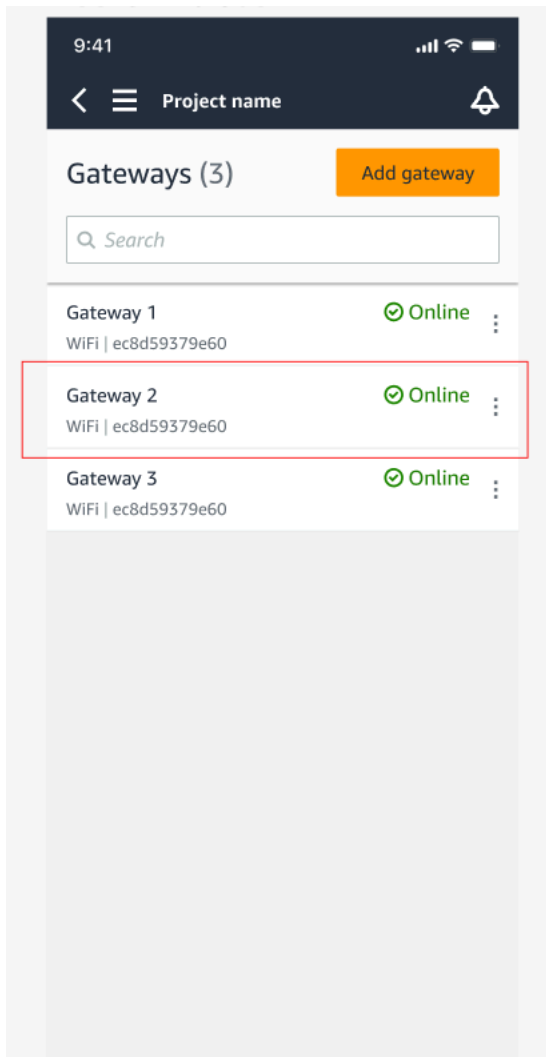 9:41
Project name
Gateways (3)
Add gateway
Search
Gateway 1
Online
WiFi | ec8d59379e60
Gateway 2
Online
WiFi | ec8d59379e60
Gateway 3
Online
WiFi | ec8d59379e60